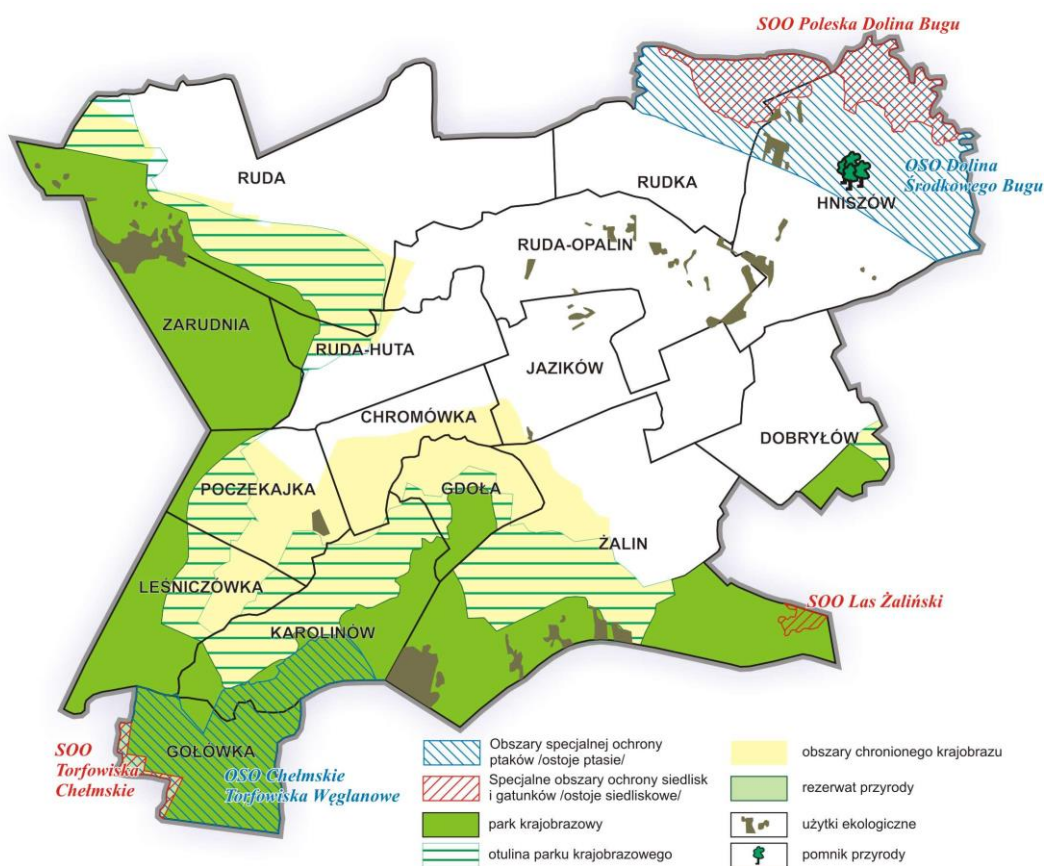 SOO Poleska Dolina Bugu
OSO Dolina
Środkowego Bugu
RUDA
RUDKA
HNISZÓW
RUDA-OPALIN
ZARUDNIA
RUDA-HUTA
JAZIKÓW
CHROMÓWKA
DOBRYŁÓW
POCZEKAJKA
GDOŁA
ŻALIN
LEŚNICZÓWKA
SOO Las Żaliński
KAROLINÓW
SOO
Torfowiska
Chełmskie
GOŁÓWKA
OSO Chełmskie
Torfowiska Węglanowe
Obszary specjalnej ochrony
ptaków /ostoje ptasie/
Specjalne obszary ochrony siedlisk
i gatunków /ostoje siedliskowe/
park krajobrazowy
otulina parku krajobrazowego
obszary chronionego krajobrazu
rezerwat przyrody
użytki ekologiczne
pomnik przyrody